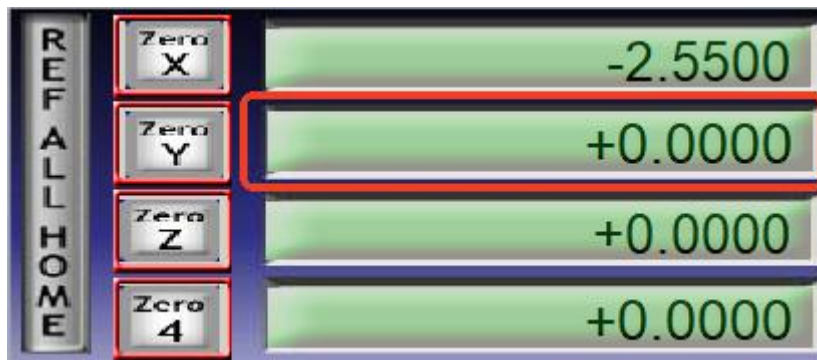 REF ALL HOME
Zero
X
-2.5500
Zero
Y
+0.0000
Zero
Z
+0.0000
Zero
4
+0.0000